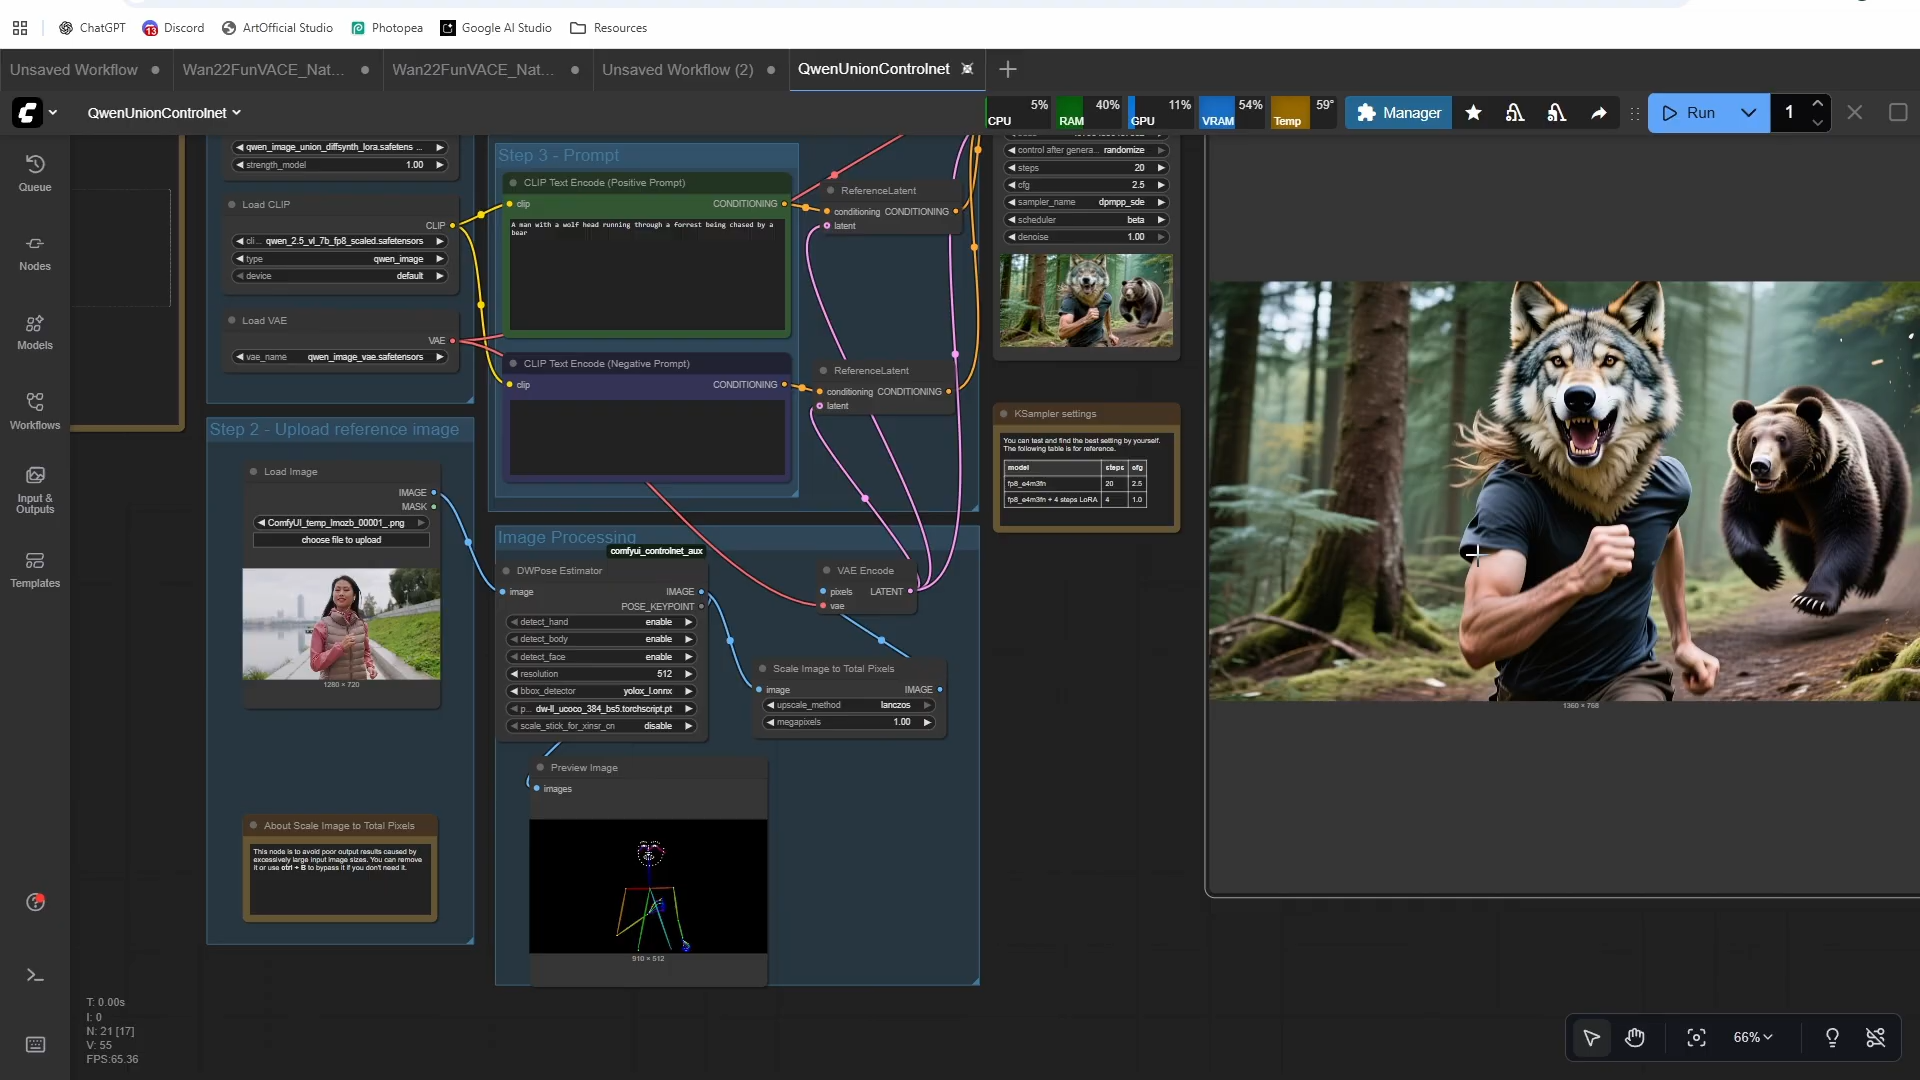 ChatGPT
13
Discord
ArtOfficial Studio
Photopea
Google AI Studio
Resources
Unsaved Workflow
Wan22FunVACE_Nat...
Wan22FunVACE_Nat...
Unsaved Workflow (2)
QwenUnionControlnet
QwenUnionControlnet
5%
CPU
40%
RAM
11%
GPU
54%
VRAM
59°
Temp
Manager
Run
1
Queue
Nodes
Models
Workflows
Input & Outputs
Templates
qwen_image_union_diffsynth_lora.safetens ...
strength_model 1.00
Load CLIP
CLIP
cli... qwen_2.5_vl_7b_fp8_scaled.safetensors
type qwen_image
device default
Load VAE
VAE
vae_name qwen_image_vae.safetensors
Step 2 - Upload reference image
Load Image
IMAGE
MASK
ComfyUI_temp_lmozb_00001_.png
choose file to upload
1280 × 720
About Scale Image to Total Pixels
This node is to avoid poor output results caused by
excessively large input image sizes. You can remove
it or use ctrl + B to bypass it if you don't need it.
Step 3 - Prompt
CLIP Text Encode (Positive Prompt)
clip CONDITIONING
A man with a wolf head running through a forrest being chased by a
bear
CLIP Text Encode (Negative Prompt)
clip CONDITIONING
ReferenceLatent
conditioning CONDITIONING
latent
ReferenceLatent
conditioning CONDITIONING
latent
Image Processing
comfyui_controlnet_aux
DWPose Estimator
image IMAGE
POSE_KEYPOINT
detect_hand enable
detect_body enable
detect_face enable
resolution 512
bbox_detector yolox_l.onnx
p... dw-ll_ucoco_384_bs5.torchscript.pt
scale_stick_for_xinsr_cn disable
VAE Encode
pixels LATENT
vae
Scale Image to Total Pixels
image IMAGE
upscale_method lanczos
megapixels 1.00
Preview Image
images
910 × 512
control after genera... randomize
steps 20
cfg 2.5
sampler_name dpmpp_sde
scheduler beta
denoise 1.00
KSampler settings
You can test and find the best setting by yourself.
The following table is for reference.
model steps cfg
fp8_e4m3fn 20 2.5
fp8_e4m3fn + 4 steps LoRA 4 1.0
1360 × 768
T: 0.00s
I: 0
N: 21 [17]
V: 55
FPS:65.36
66%